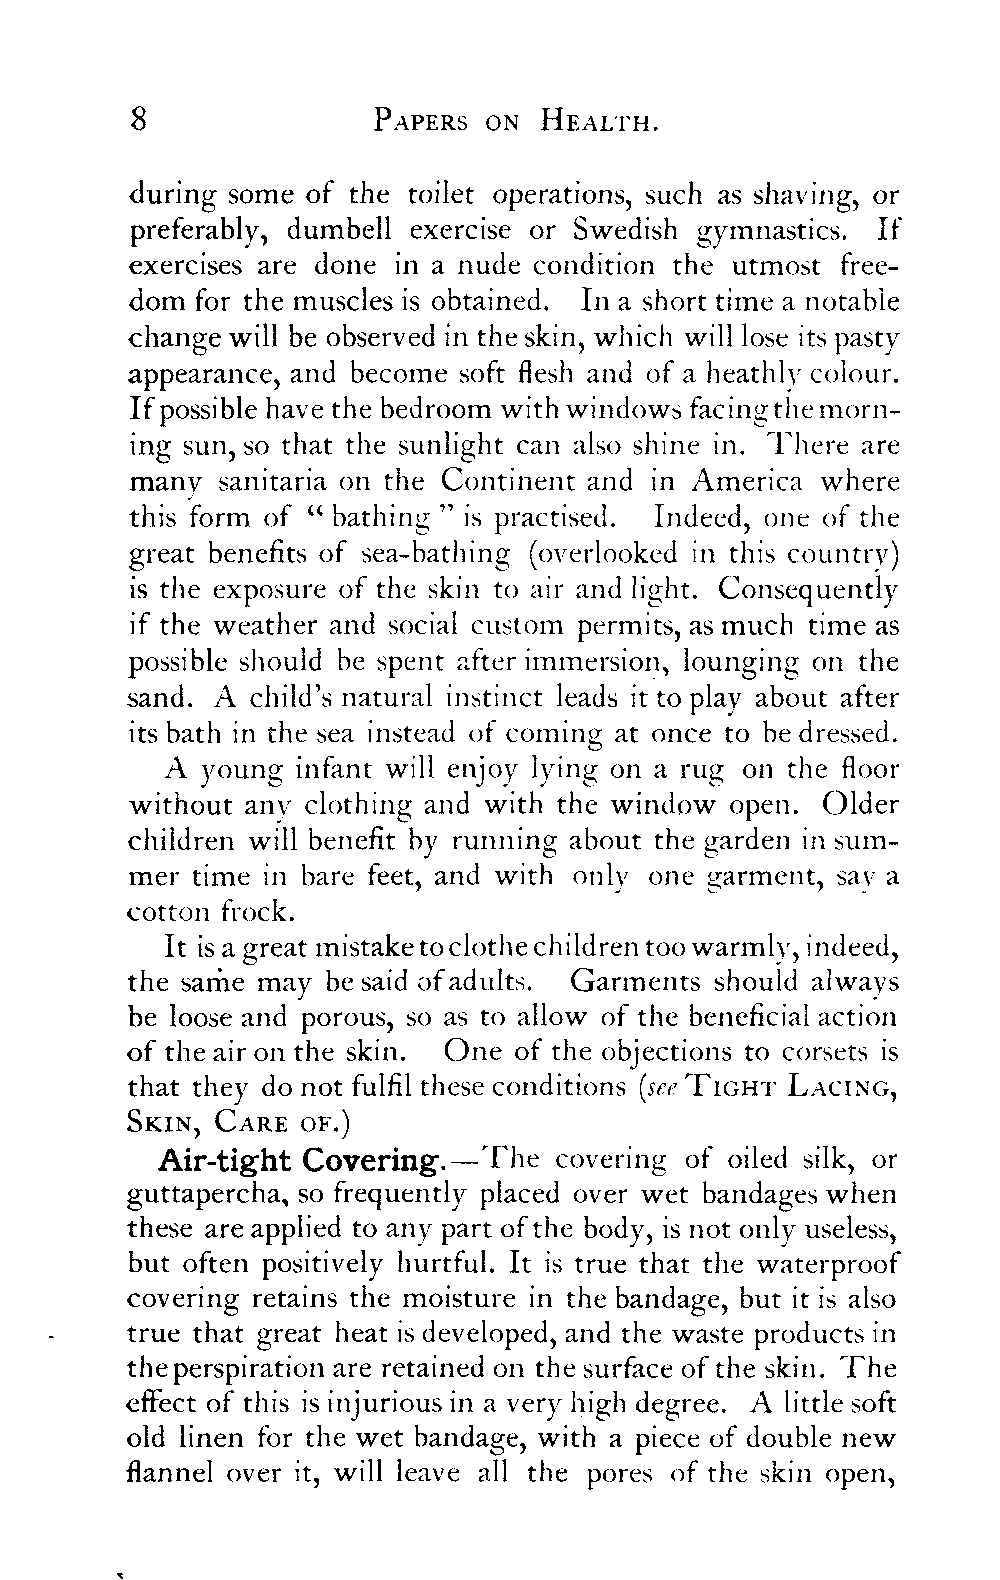 8 PAPERS ON HEALTH.
during some of the toilet operations, such as shaving, or
preferably, dumbell exercise or Swedish gymnastics. If
exercises are done in a nude condition the utmost free-
dom for the muscles is obtained. In a short time a notable
change will be observed in the skin, which will lose its pasty
appearance, and become soft flesh and of a heathly colour.
If possible have the bedroom with windows facing the morn-
ing sun, so that the sunlight can also shine in. There are
many sanitaria on the Continent and in America where
this form of “ bathing ” is practised. Indeed, one of the
great benefits of sea-bathing (overlooked in this country)
is the exposure of the skin to air and light. Consequently
if the weather and social custom permits, as much time as
possible should be spent after immersion, lounging on the
sand. A child's natural instinct leads it to play about after
its bath in the sea instead of coming at once to be dressed.
A young infant will enjoy lying on a rug on the floor
without any clothing and with the window open. Older
children will benefit by running about the garden in sum-
mer time in bare feet, and with only one garment, say a
cotton frock.
It is a great mistake to clothe children too warmly, indeed,
the same may be said of adults. Garments should always
be loose and porous, so as to allow of the beneficial action
of the air on the skin. One of the objections to corsets is
that they do not fulfil these conditions (see TIGHT LACING,
SKIN, CARE OF.)
Air-tight Covering.—The covering of oiled silk, or
guttapercha, so frequently placed over wet bandages when
these are applied to any part of the body, is not only useless,
but often positively hurtful. It is true that the waterproof
covering retains the moisture in the bandage, but it is also
true that great heat is developed, and the waste products in
the perspiration are retained on the surface of the skin. The
effect of this is injurious in a very high degree. A little soft
old linen for the wet bandage, with a piece of double new
flannel over it, will leave all the pores of the skin open,